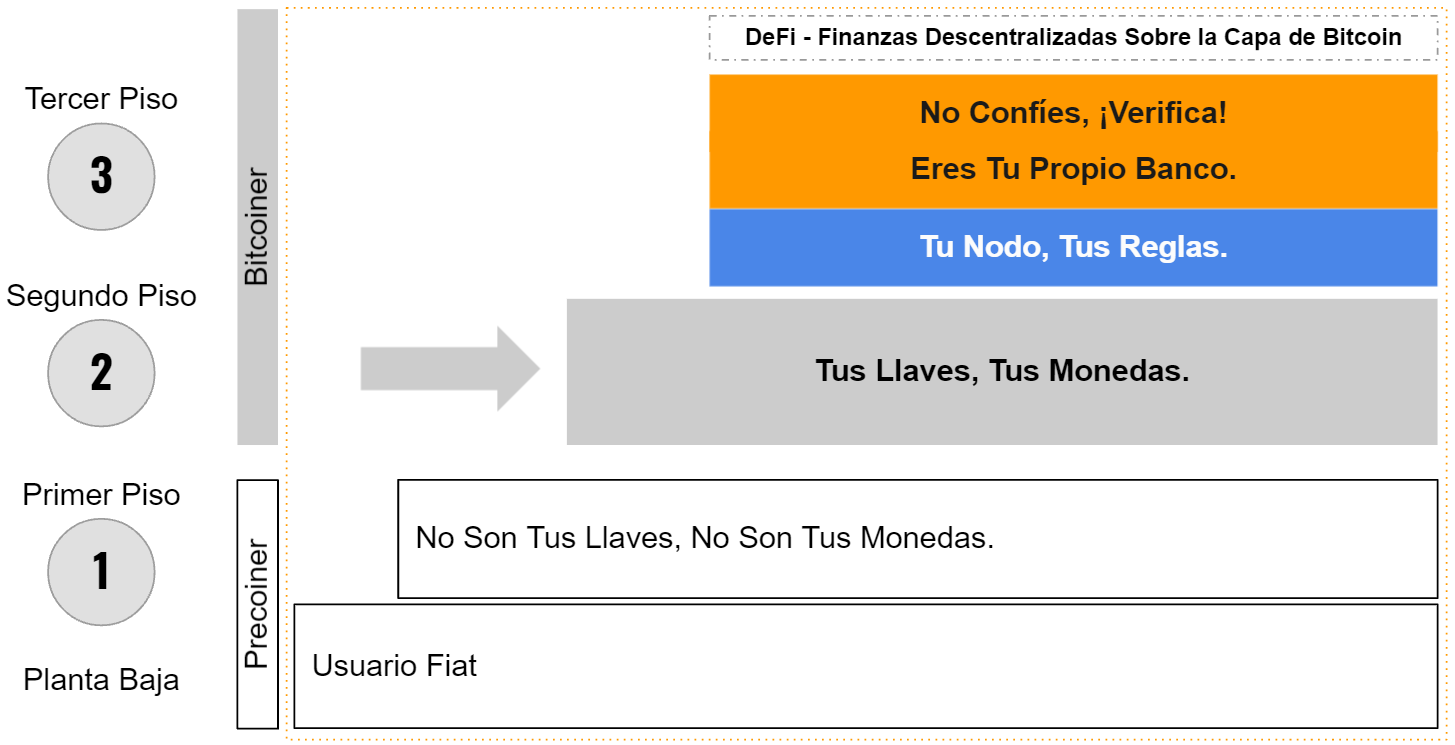 DeFi - Finanzas Descentralizadas Sobre la Capa de Bitcoin
Tercer Piso
3
Bitcoiner
No Confíes, ¡Verifica!
Eres Tu Propio Banco.
Tu Nodo, Tus Reglas.
Segundo Piso
2
Tus Llaves, Tus Monedas.
Primer Piso
1
Precoiner
No Son Tus Llaves, No Son Tus Monedas.
Planta Baja
Usuario Fiat